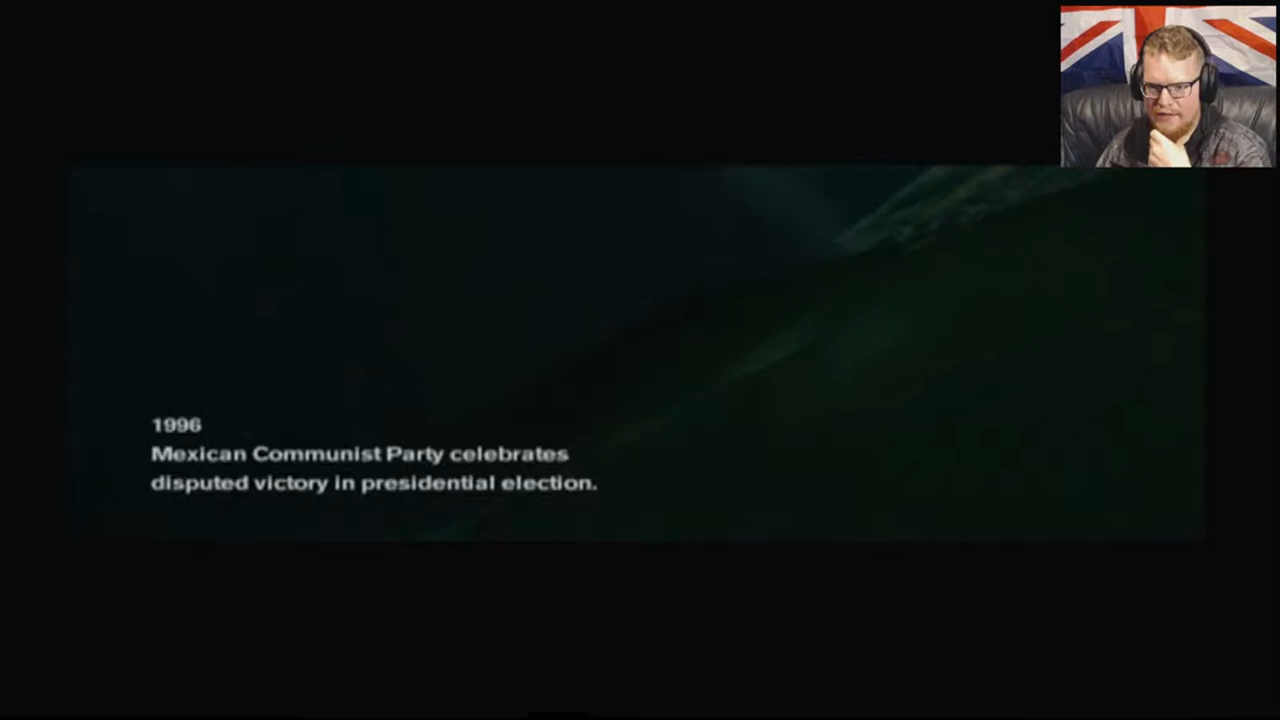 1996
Mexican Communist Party celebrates
disputed victory in presidential election.